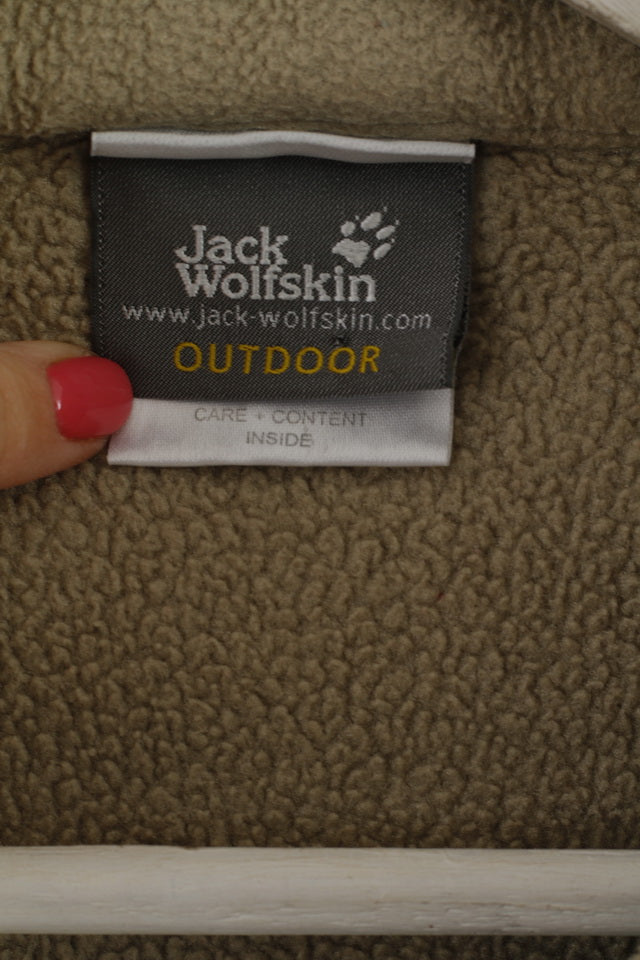 Jack
Wolfskin
www.jack-wolfskin.com
OUTDOOR
CARE + CONTENT
INSIDE